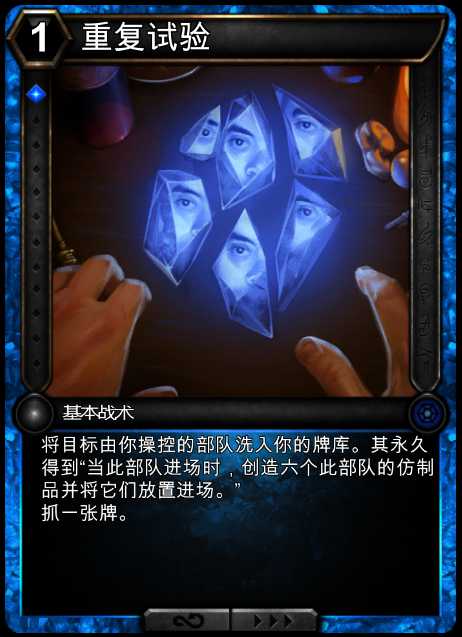 1
重复试验
基本战术
将目标由你操控的部队洗入你的牌库。其永久
得到“当此部队进场时，创造六个此部队的仿制
品并将它们放置进场。”
抓一张牌。